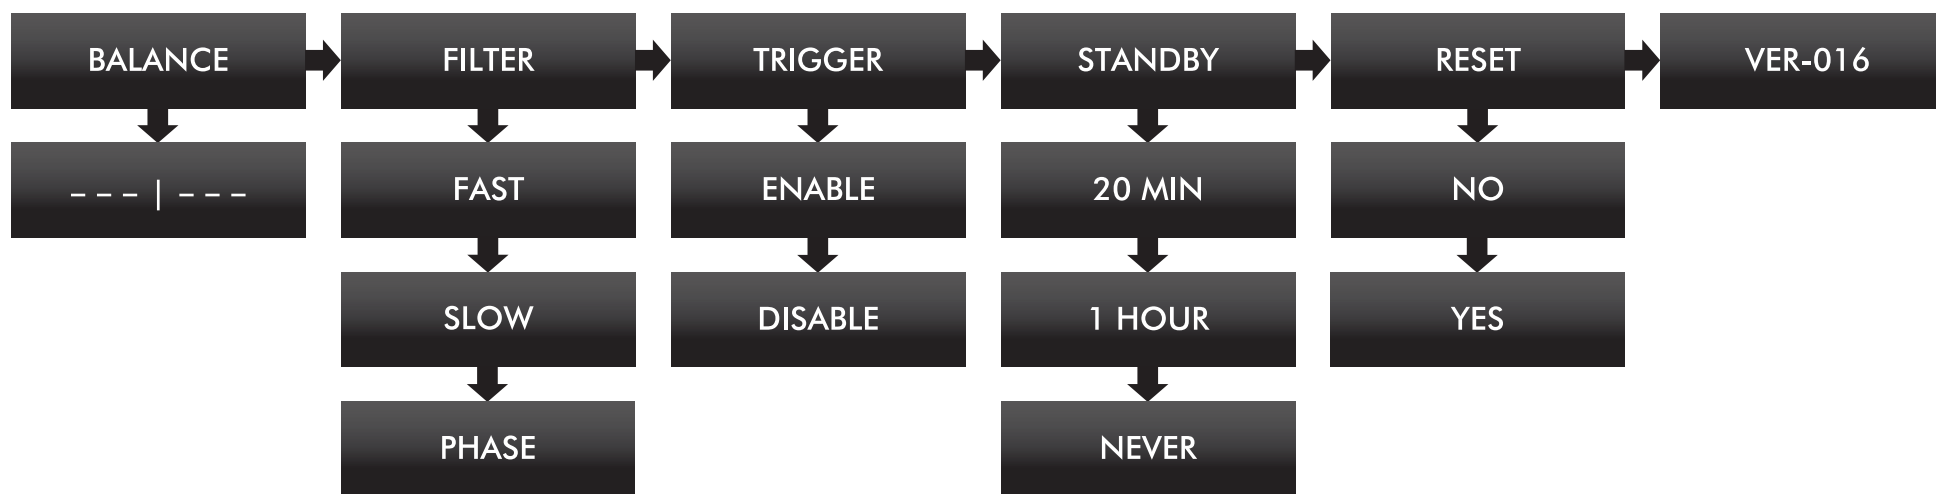 BALANCE
FILTER
TRIGGER
STANDBY
RESET
VER-016
– – – | – – –
FAST
ENABLE
20 MIN
NO
SLOW
DISABLE
1 HOUR
YES
PHASE
NEVER